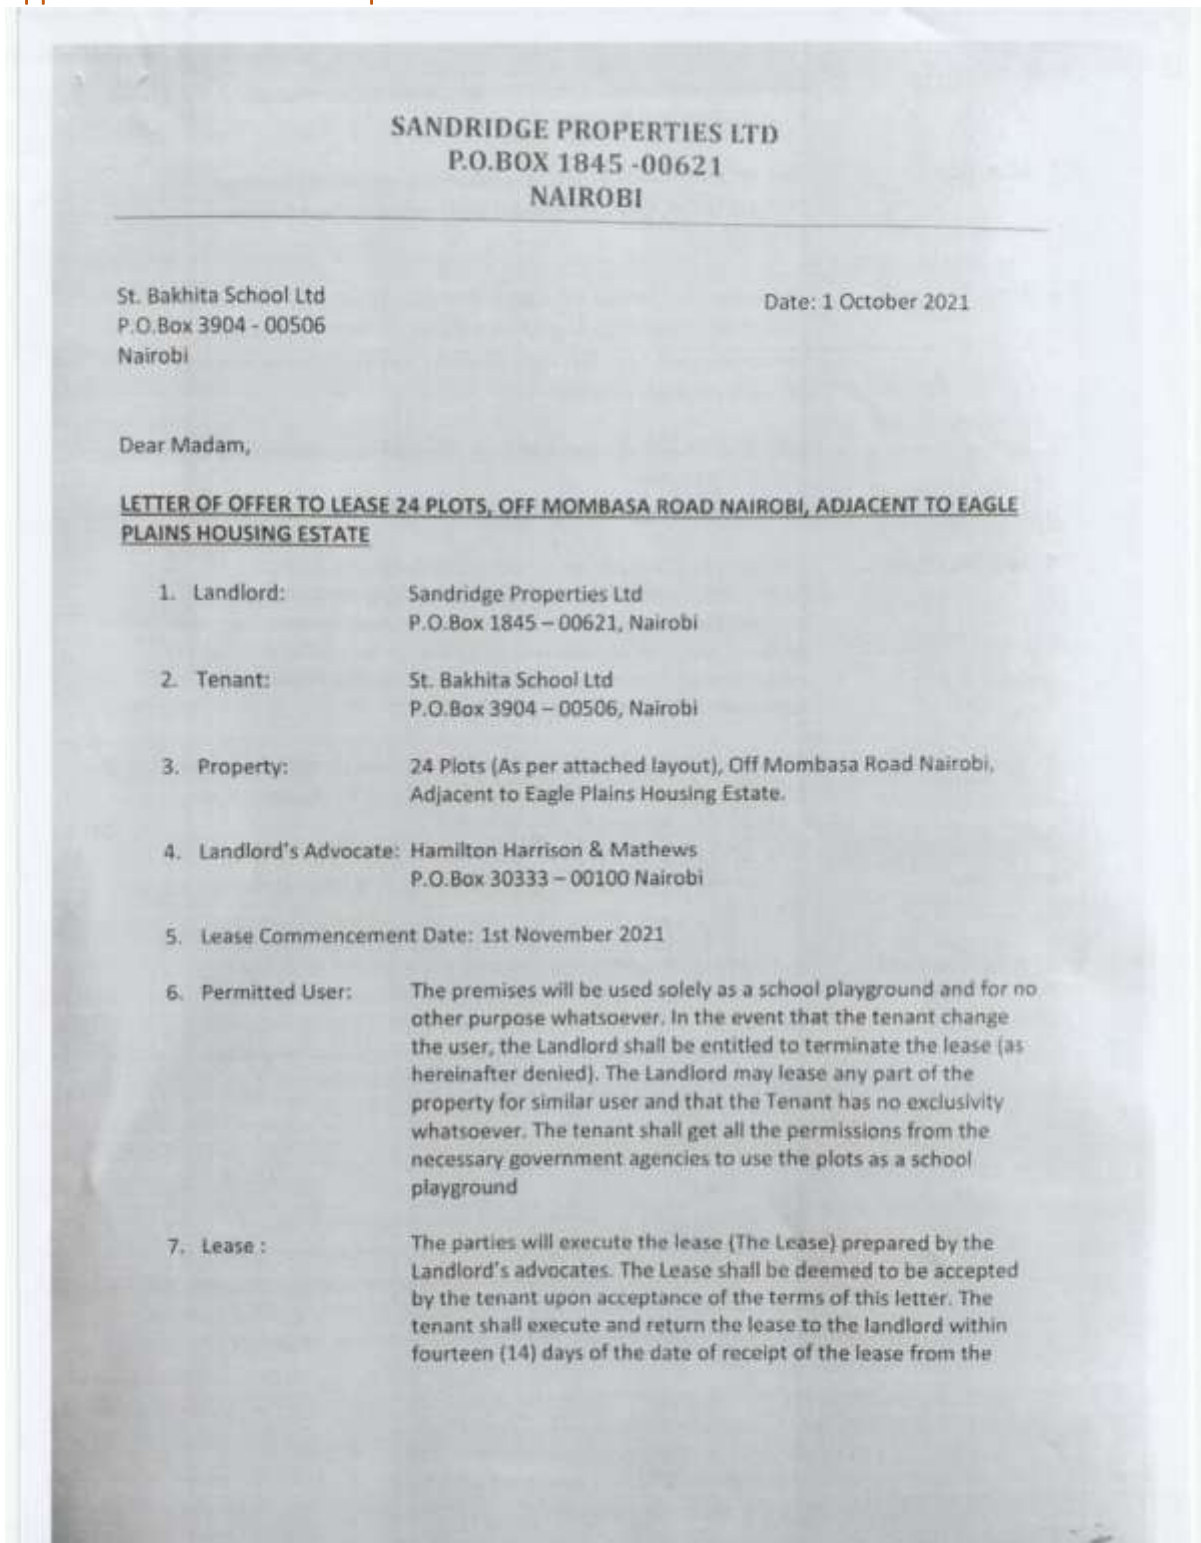 SANDRIDGE PROPERTIES LTD
P.O.BOX 1845 -00621
NAIROBI
St. Bakhita School Ltd
Date: 1 October 2021
P.O.Box 3904 - 00506
Nairobi
Dear Madam,
LETTER OF OFFER TO LEASE 24 PLOTS, OFF MOMBASA ROAD NAIROBI, ADJACENT TO EAGLE
PLAINS HOUSING ESTATE
1. Landlord: Sandridge Properties Ltd
P.O.Box 1845 – 00621, Nairobi
2. Tenant: St. Bakhita School Ltd
P.O.Box 3904 – 00506, Nairobi
3. Property: 24 Plots (As per attached layout), Off Mombasa Road Nairobi,
Adjacent to Eagle Plains Housing Estate.
4. Landlord's Advocate: Hamilton Harrison & Mathews
P.O.Box 30333 – 00100 Nairobi
5. Lease Commencement Date: 1st November 2021
6. Permitted User: The premises will be used solely as a school playground and for no
other purpose whatsoever. In the event that the tenant change
the user, the Landlord shall be entitled to terminate the lease (as
hereinafter denied). The Landlord may lease any part of the
property for similar user and that the Tenant has no exclusivity
whatsoever. The tenant shall get all the permissions from the
necessary government agencies to use the plots as a school
playground
7. Lease : The parties will execute the lease (The Lease) prepared by the
Landlord's advocates. The Lease shall be deemed to be accepted
by the tenant upon acceptance of the terms of this letter. The
tenant shall execute and return the lease to the landlord within
fourteen (14) days of the date of receipt of the lease from the